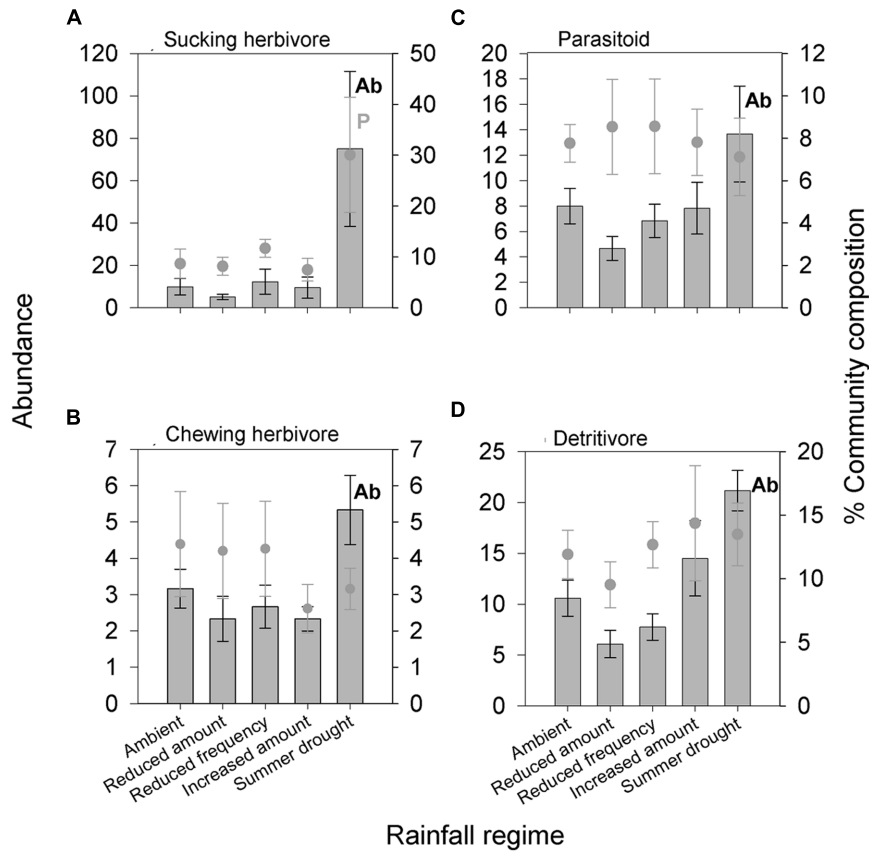 A
Sucking herbivore
120
100
80
60
40
20
0
50
40
30
20
10
0
Ab
P
C
Parasitoid
20
18
16
14
12
10
8
6
4
2
0
12
10
8
6
4
2
0
Ab
Abundance
% Community composition
B
Chewing herbivore
7
6
5
4
3
2
1
0
7
6
5
4
3
2
1
0
Ab
Ambient
Reduced amount
Reduced frequency
Increased amount
Summer drought
D
Detritivore
25
20
15
10
5
0
20
15
10
5
0
Ab
Ambient
Reduced amount
Reduced frequency
Increased amount
Summer drought
Rainfall regime